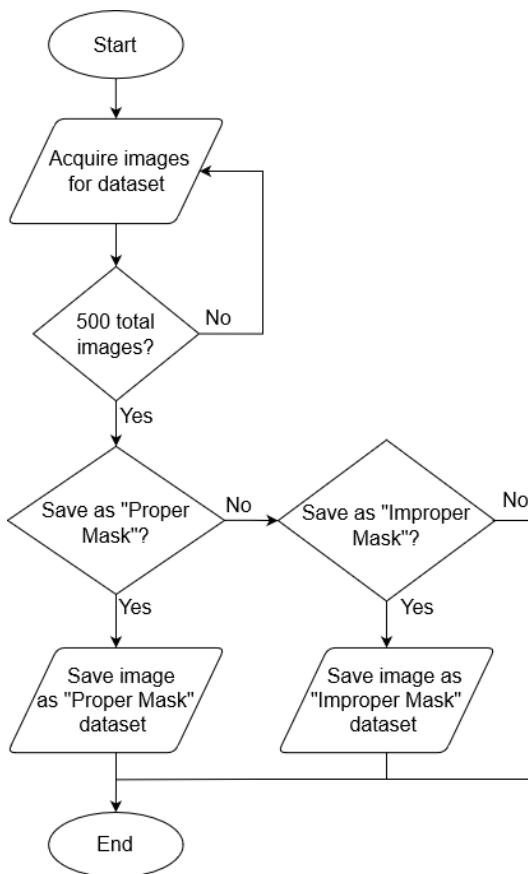 Start
Acquire images
for dataset
500 total
images?
No
Yes
Save as "Proper
Mask"?
No
Save as "Improper
Mask"?
No
Yes
Yes
Save image
as "Proper Mask"
dataset
Save image as
"Improper Mask"
dataset
End